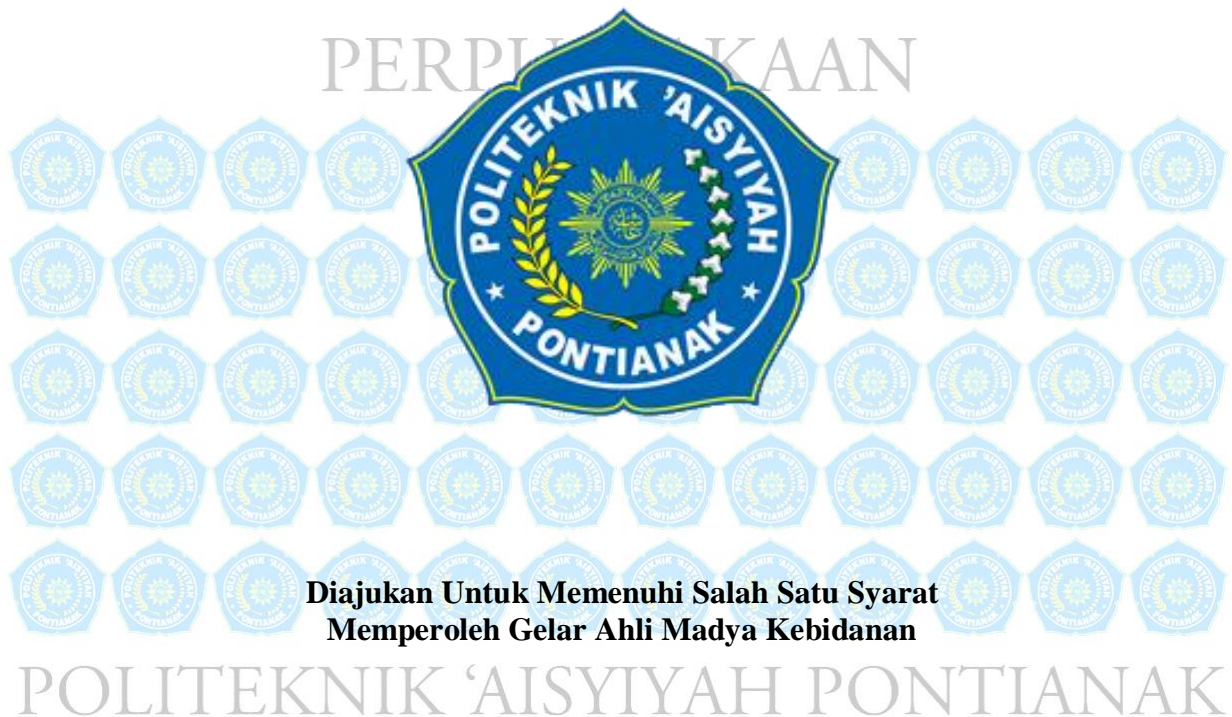 PERPUSTAKAAN
POLITEKNIK 'AISYIYAH
PONTIANAK
Diajukan Untuk Memenuhi Salah Satu Syarat
Memperoleh Gelar Ahli Madya Kebidanan
POLITEKNIK ‘AISYIYAH PONTIANAK